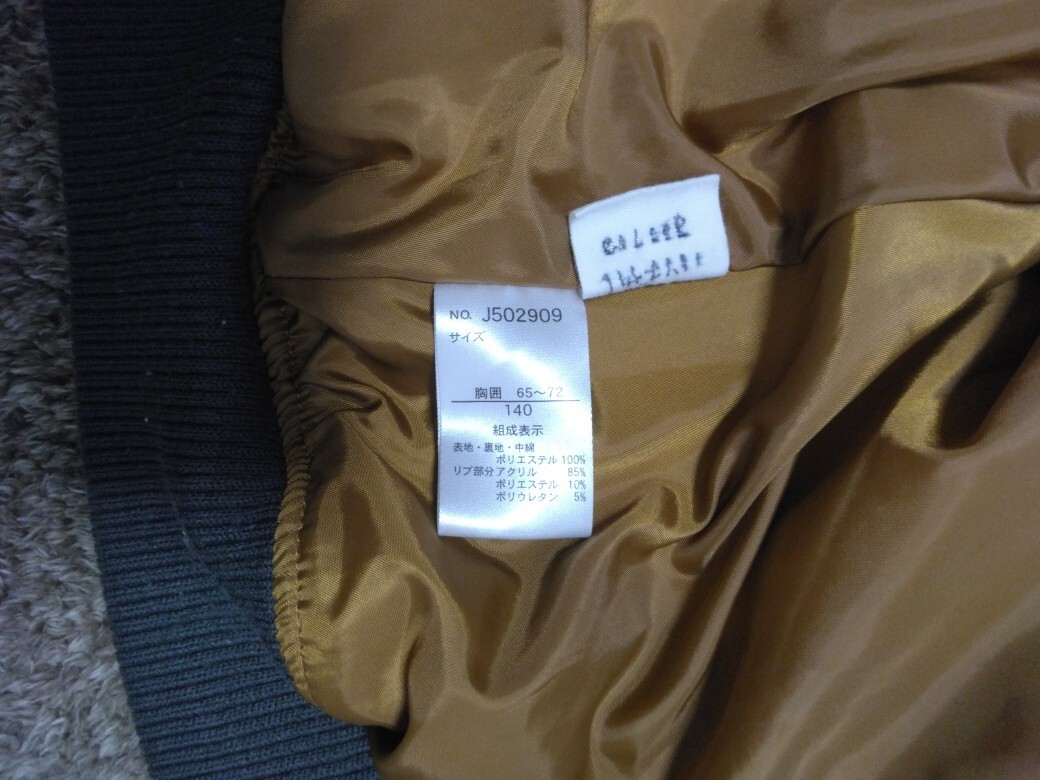 NO. J502909
サイズ
胸囲 65〜72
140
組成表示
表地・裏地・中綿
ポリエステル 100%
リブ部分アクリル 85%
ポリエステル 10%
ポリウレタン 5%